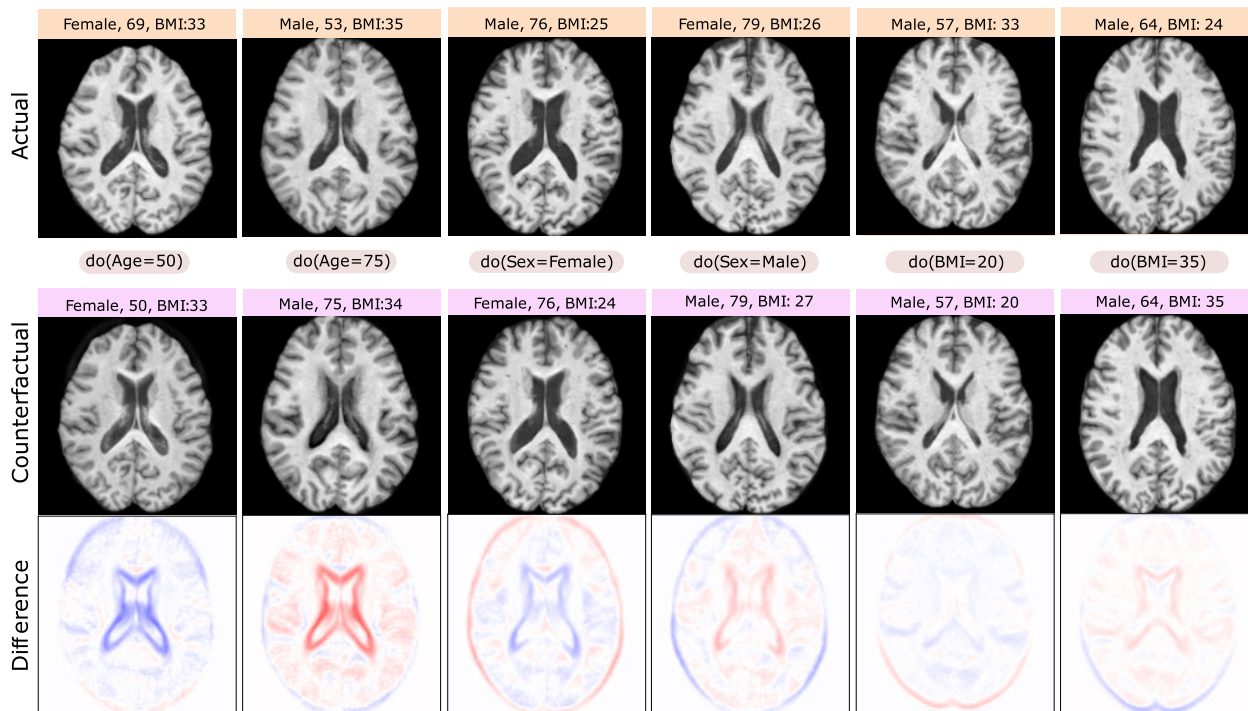 Female, 69, BMI:33
Male, 53, BMI:35
Male, 76, BMI:25
Female, 79, BMI:26
Male, 57, BMI: 33
Male, 64, BMI: 24
Actual
do(Age=50)
do(Age=75)
do(Sex=Female)
do(Sex=Male)
do(BMI=20)
do(BMI=35)
Female, 50, BMI:33
Male, 75, BMI:34
Female, 76, BMI:24
Male, 79, BMI: 27
Male, 57, BMI: 20
Male, 64, BMI: 35
Counterfactual
Difference